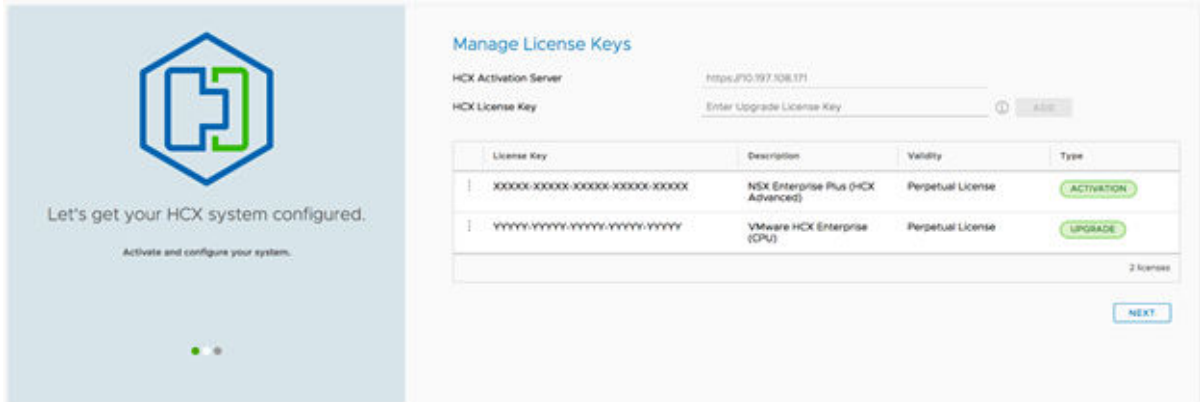 Manage License Keys
HCX Activation Server
https://10.197.108.171
HCX License Key
Enter Upgrade License Key
ADD
License Key
Description
Validity
Type
XXXXX-XXXXX-XXXXX-XXXXX-XXXXX
NSX Enterprise Plus (HCX
Advanced)
Perpetual License
ACTIVATION
YYYYY-YYYYY-YYYYY-YYYYY-YYYYY
VMware HCX Enterprise
(CPU)
Perpetual License
UPGRADE
2 licenses
NEXT
Let's get your HCX system configured.
Activate and configure your system.